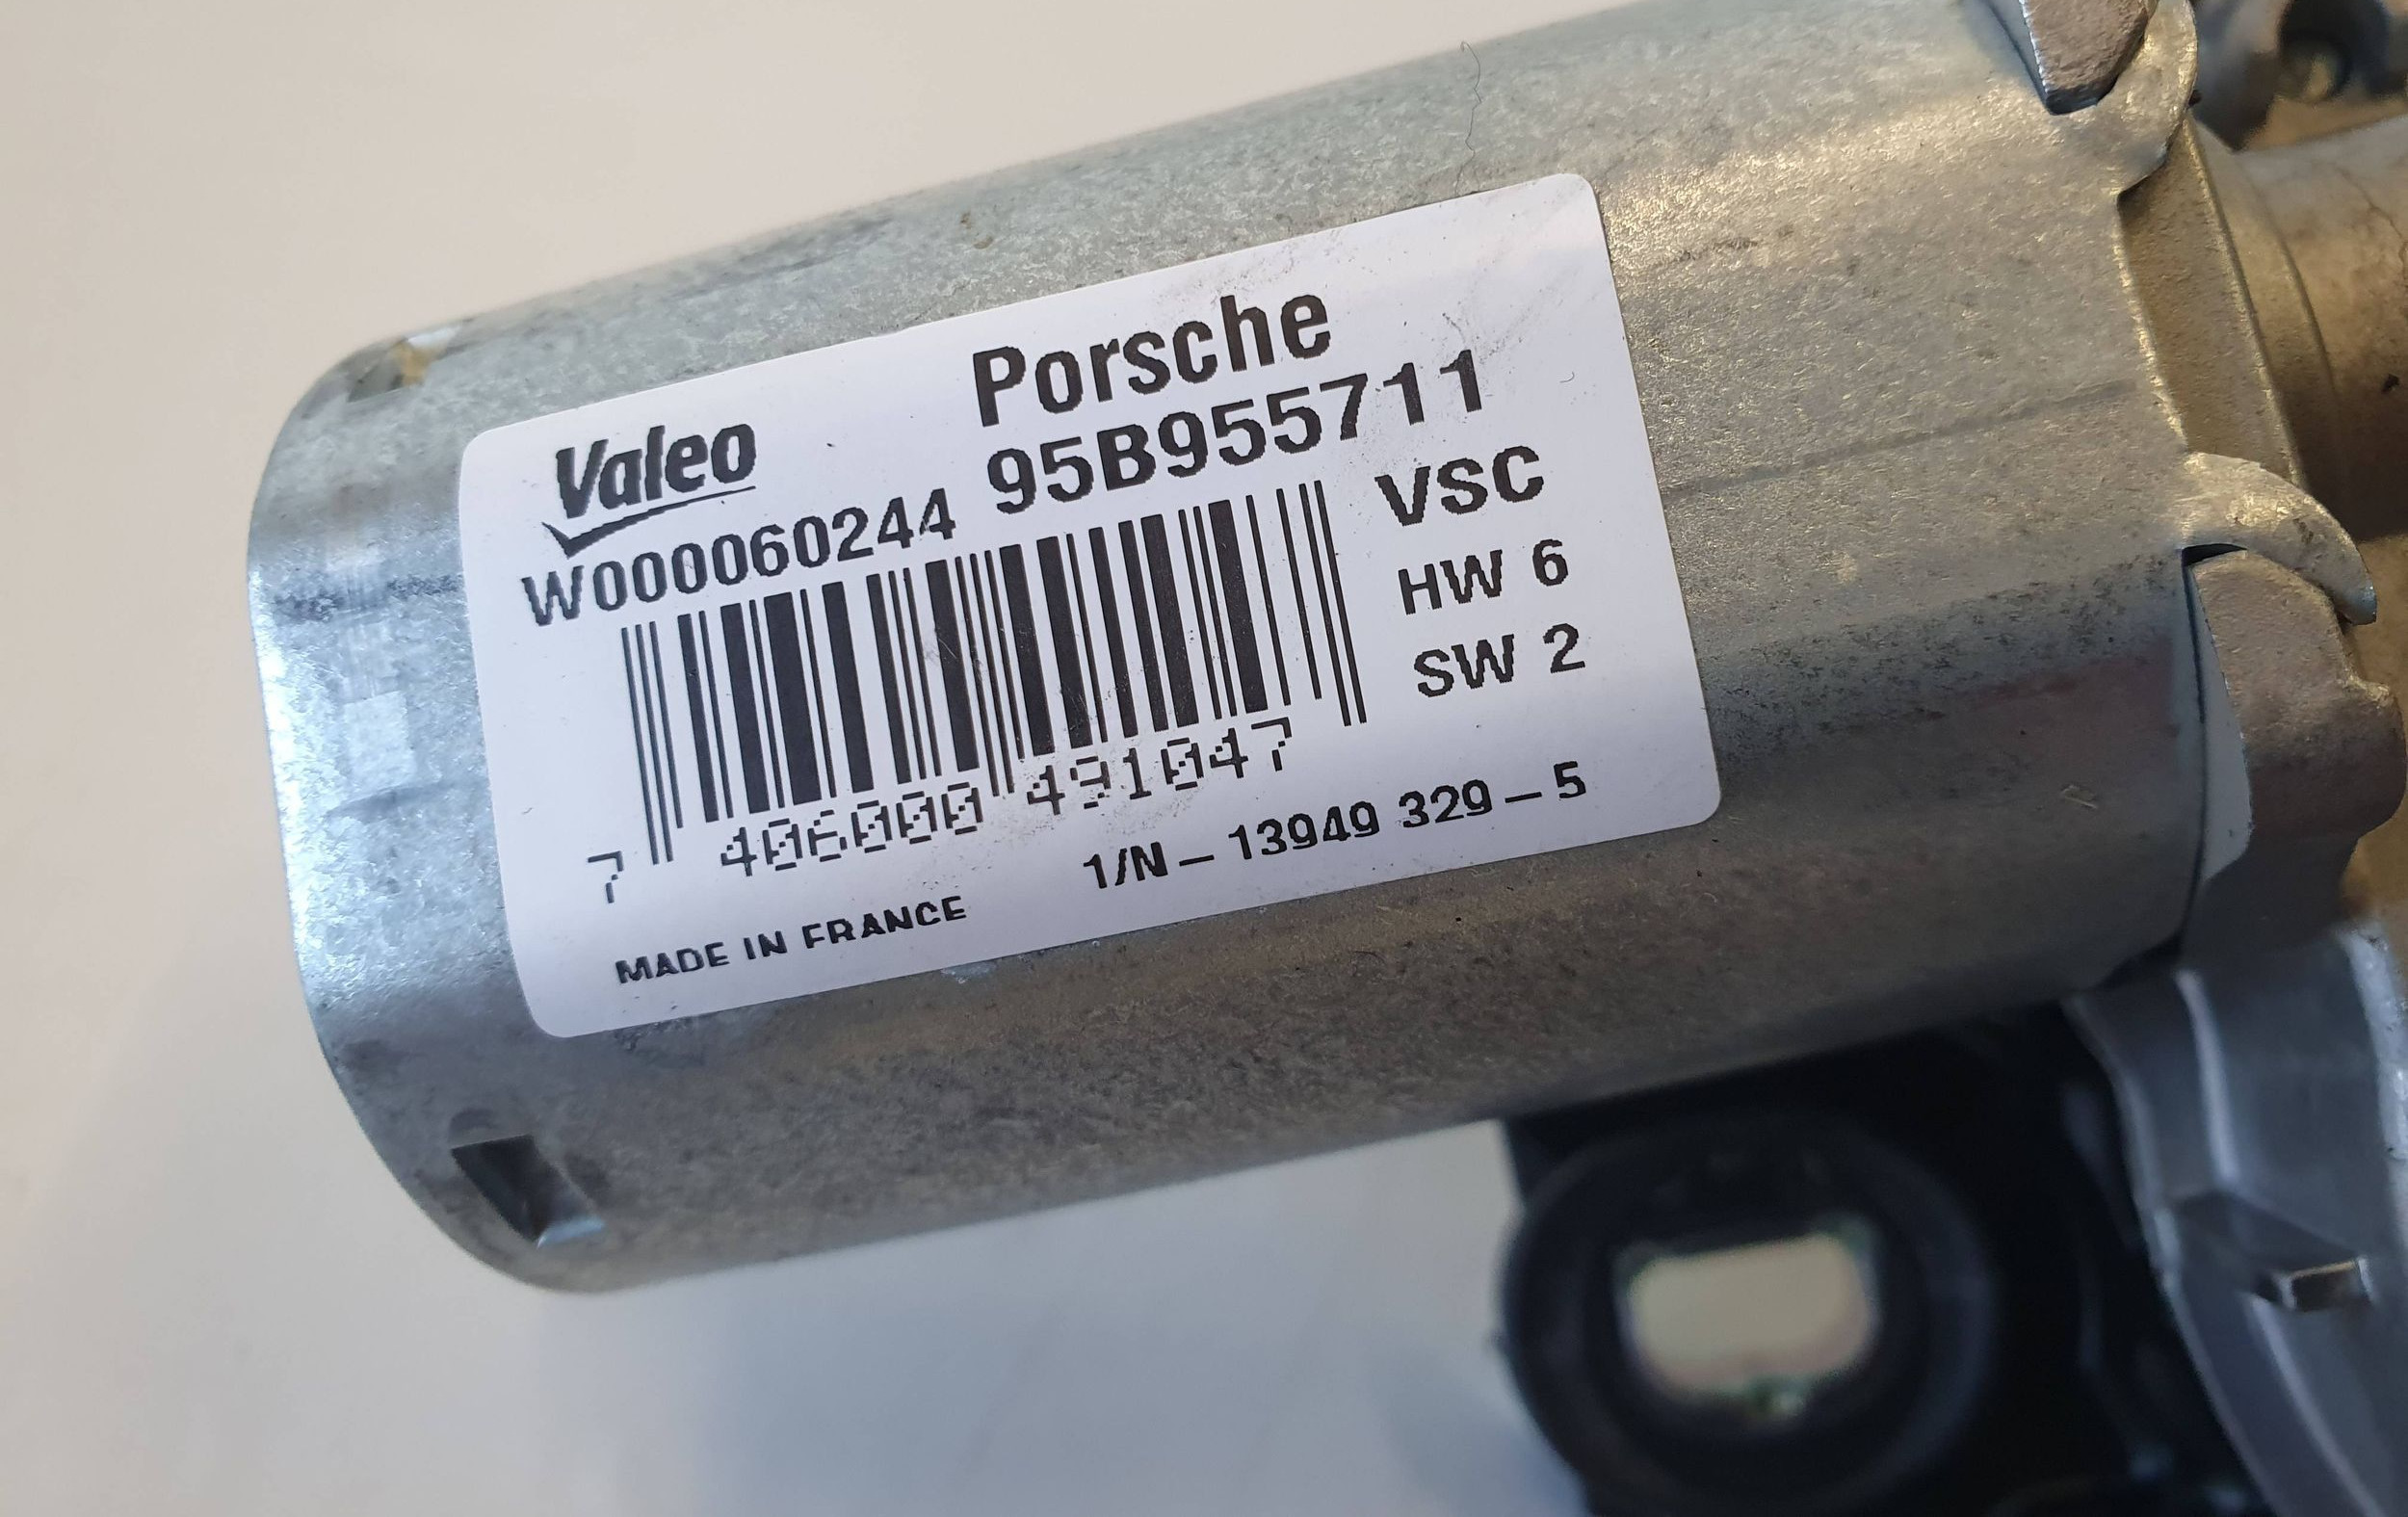 Valeo
Porsche
W000060244
95B955711
VSC
HW 6
SW 2
7 406000 491047
1/N – 13949 329 – 5
MADE IN FRANCE